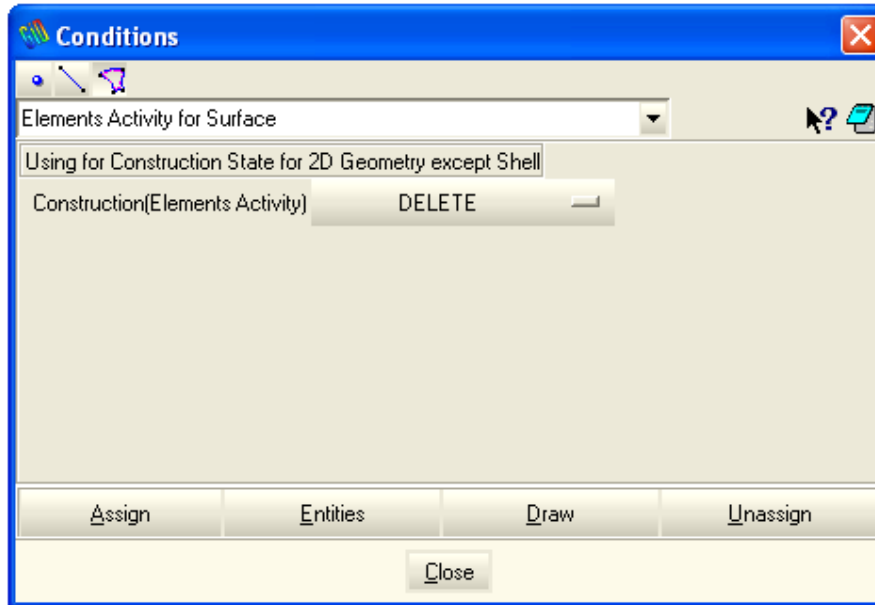 Conditions
Elements Activity for Surface
Using for Construction State for 2D Geometry except Shell
Construction(Elements Activity) DELETE
Assign Entities Draw Unassign
Close